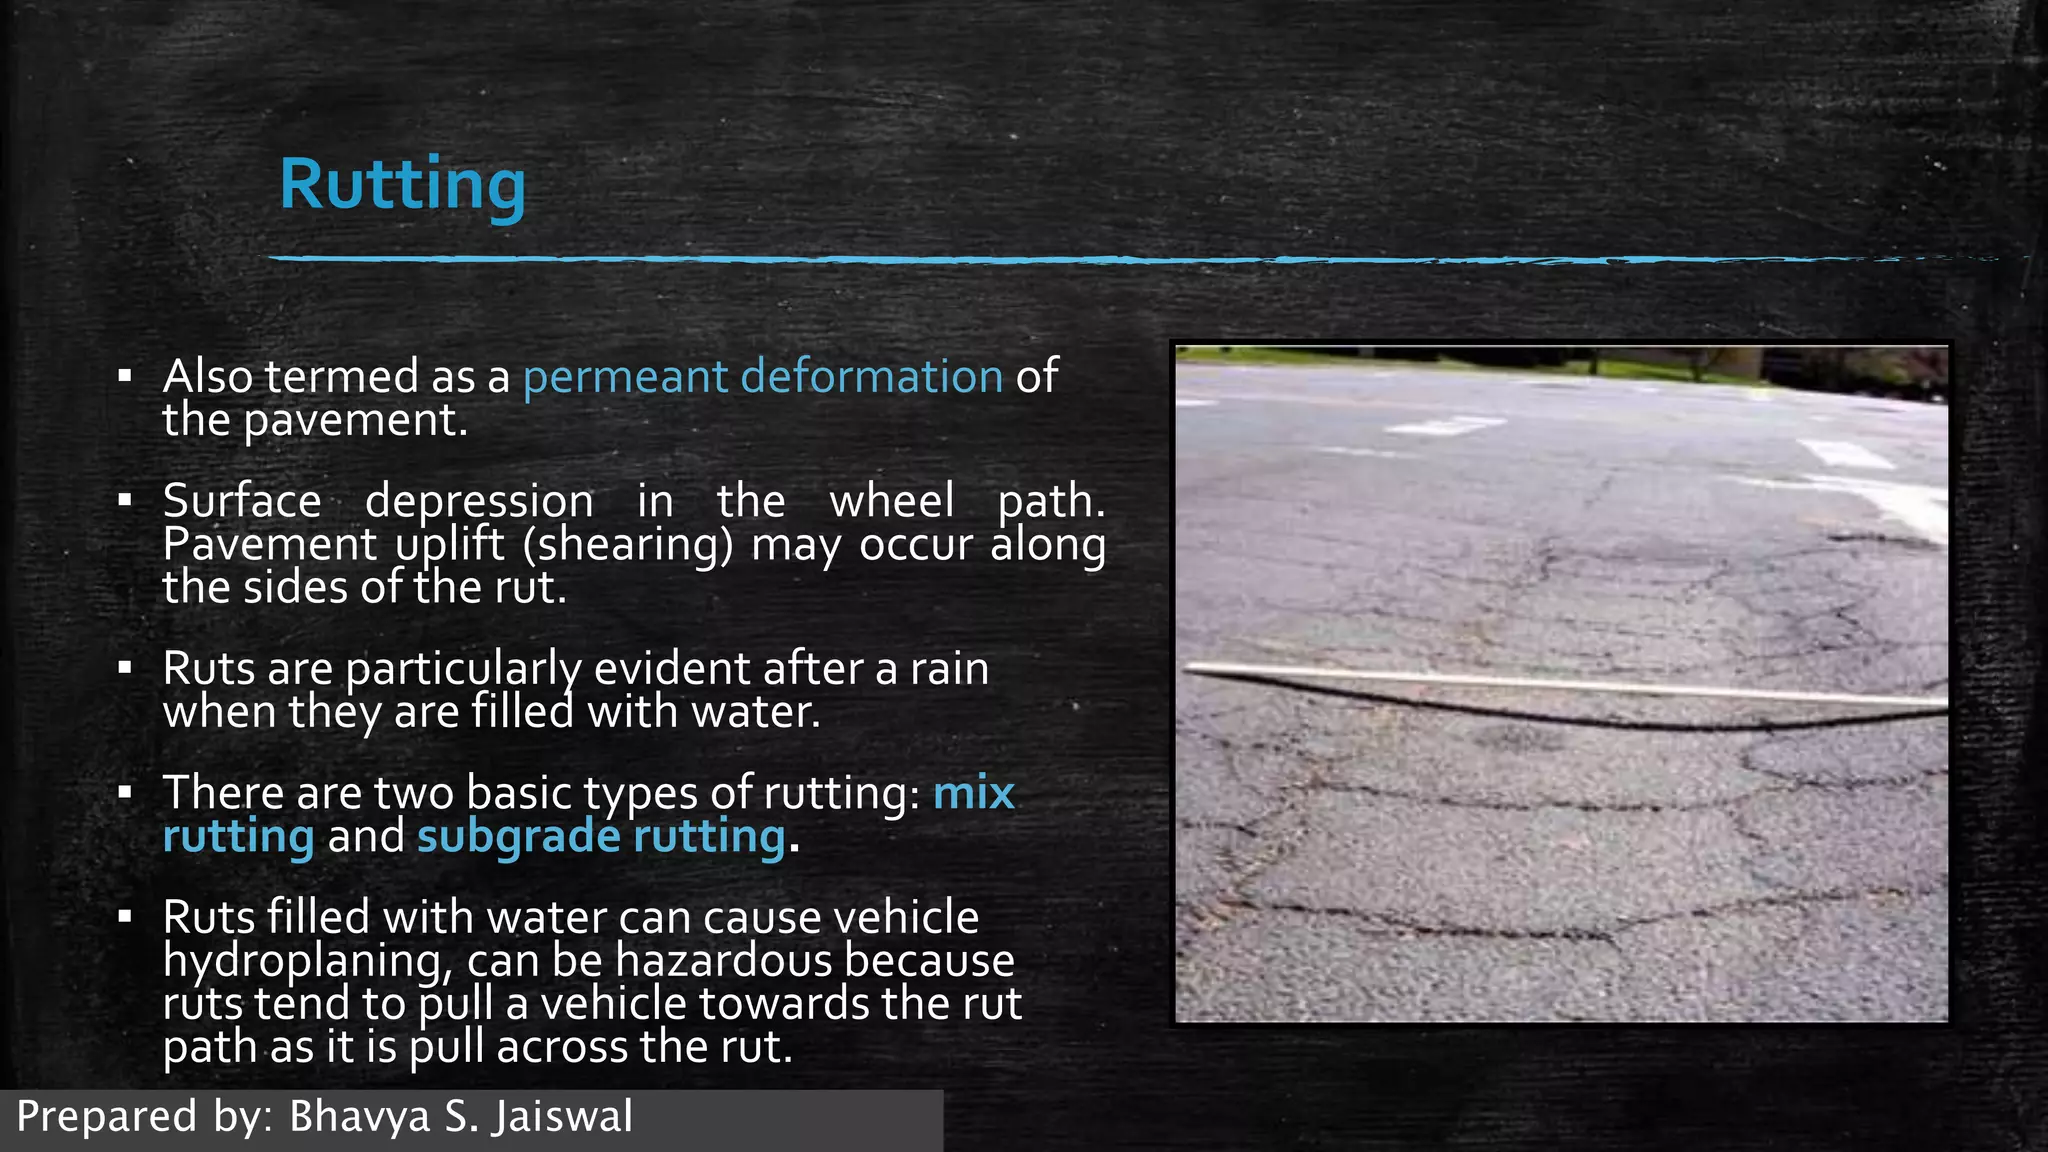 Rutting
▪ Also termed as a permeant deformation of
the pavement.
▪ Surface depression in the wheel path.
Pavement uplift (shearing) may occur along
the sides of the rut.
▪ Ruts are particularly evident after a rain
when they are filled with water.
▪ There are two basic types of rutting: mix
rutting and subgrade rutting.
▪ Ruts filled with water can cause vehicle
hydroplaning, can be hazardous because
ruts tend to pull a vehicle towards the rut
path as it is pull across the rut.
Prepared by: Bhavya S. Jaiswal